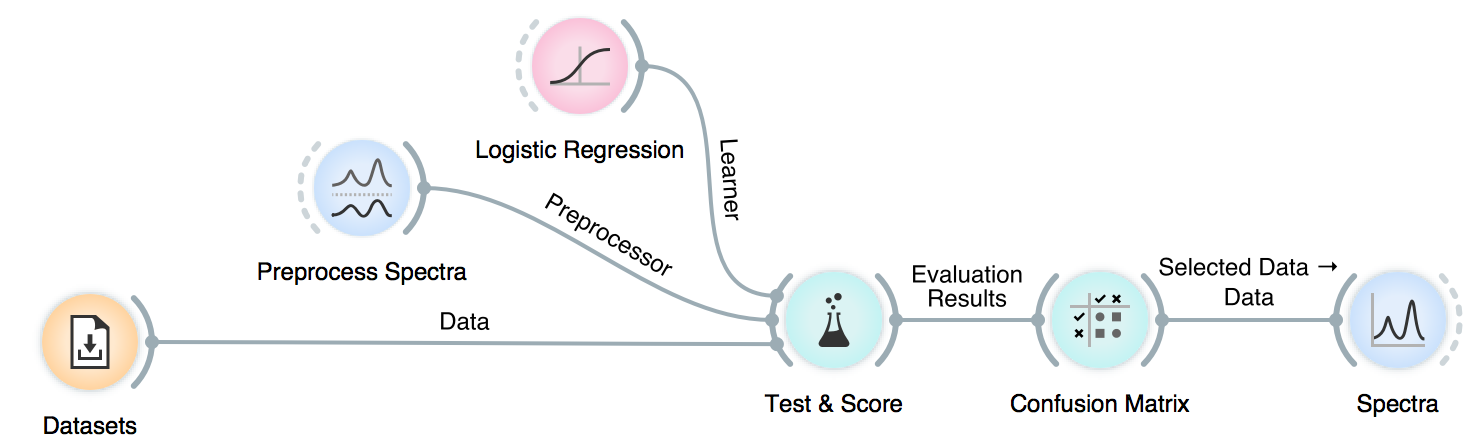 Logistic Regression
Learner
Preprocess Spectra
Preprocessor
Datasets
Data
Test & Score
Evaluation
Results
Confusion Matrix
Selected Data →
Data
Spectra